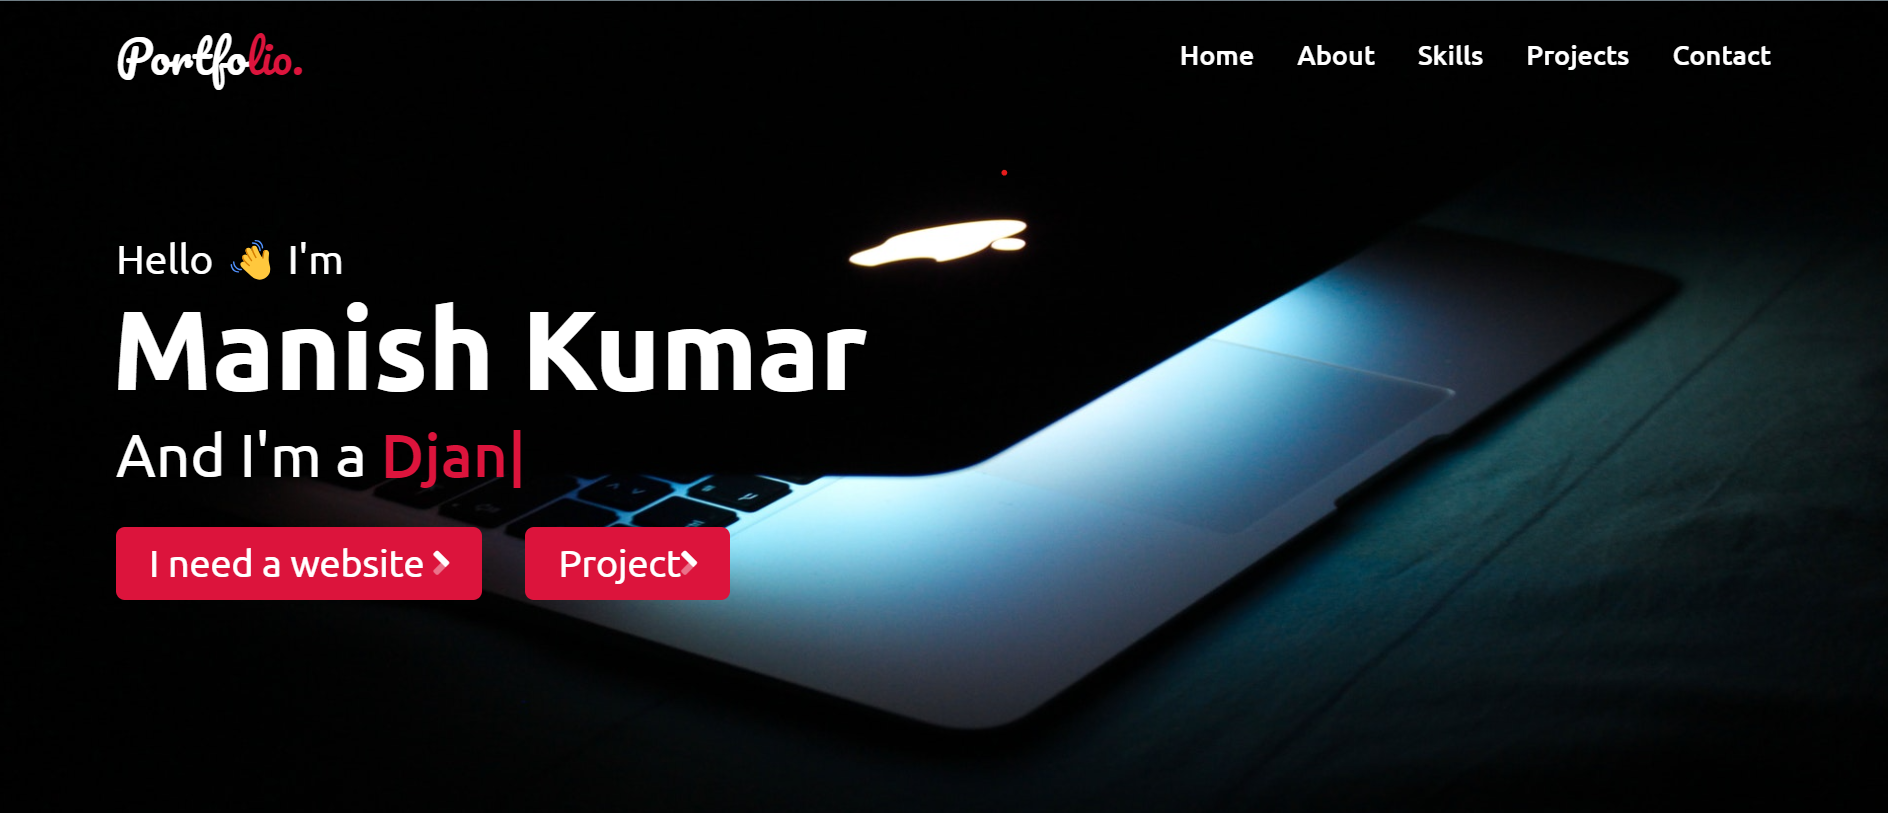 Portfolio.
Home About Skills Projects Contact
Hello 👋 I'm
Manish Kumar
And I'm a Djan|
I need a website
Project